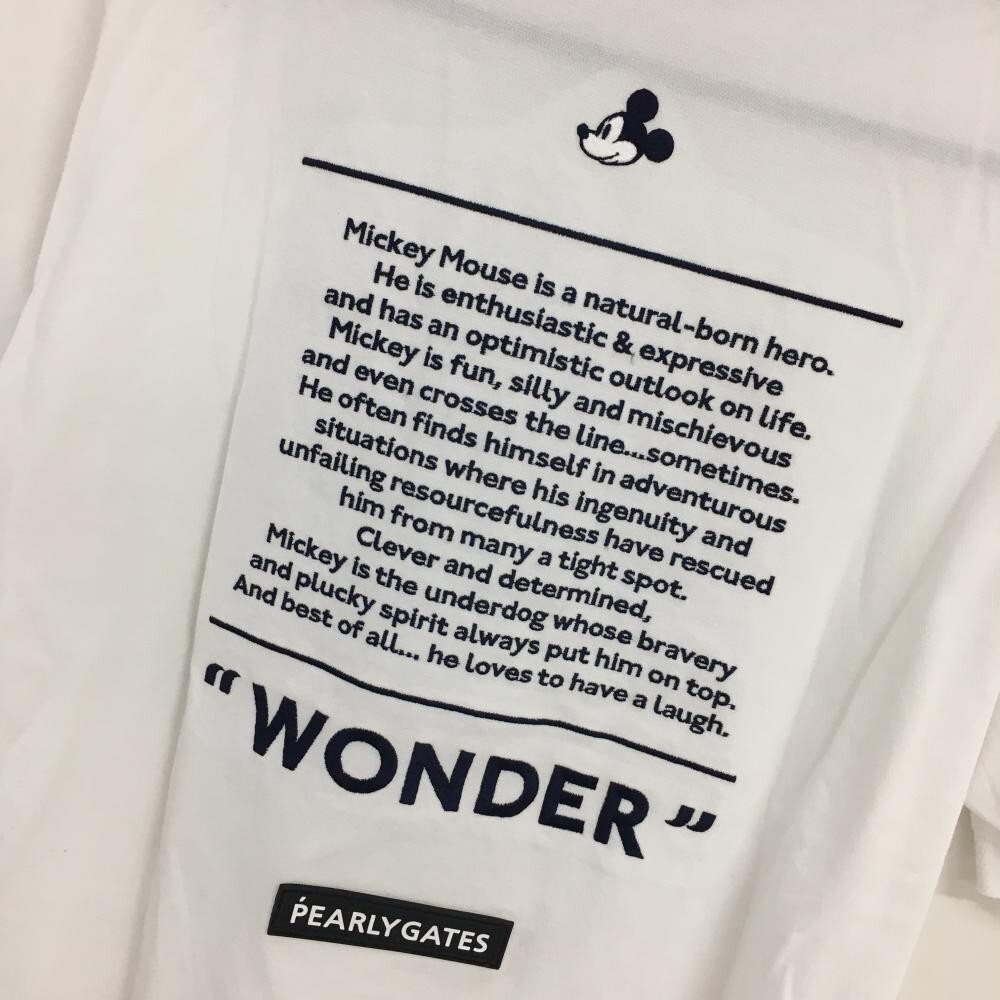 Mickey Mouse is a natural-born hero.
He is enthusiastic & expressive
and has an optimistic outlook on life.
Mickey is fun, silly and mischievous
and even crosses the line...sometimes.
He often finds himself in adventurous
situations where his ingenuity and
unfailing resourcefulness have rescued
him from many a tight spot.
Clever and determined,
Mickey is the underdog whose bravery
and plucky spirit always put him on top.
And best of all... he loves to have a laugh.
“WONDER”
ṔEARLY GATES